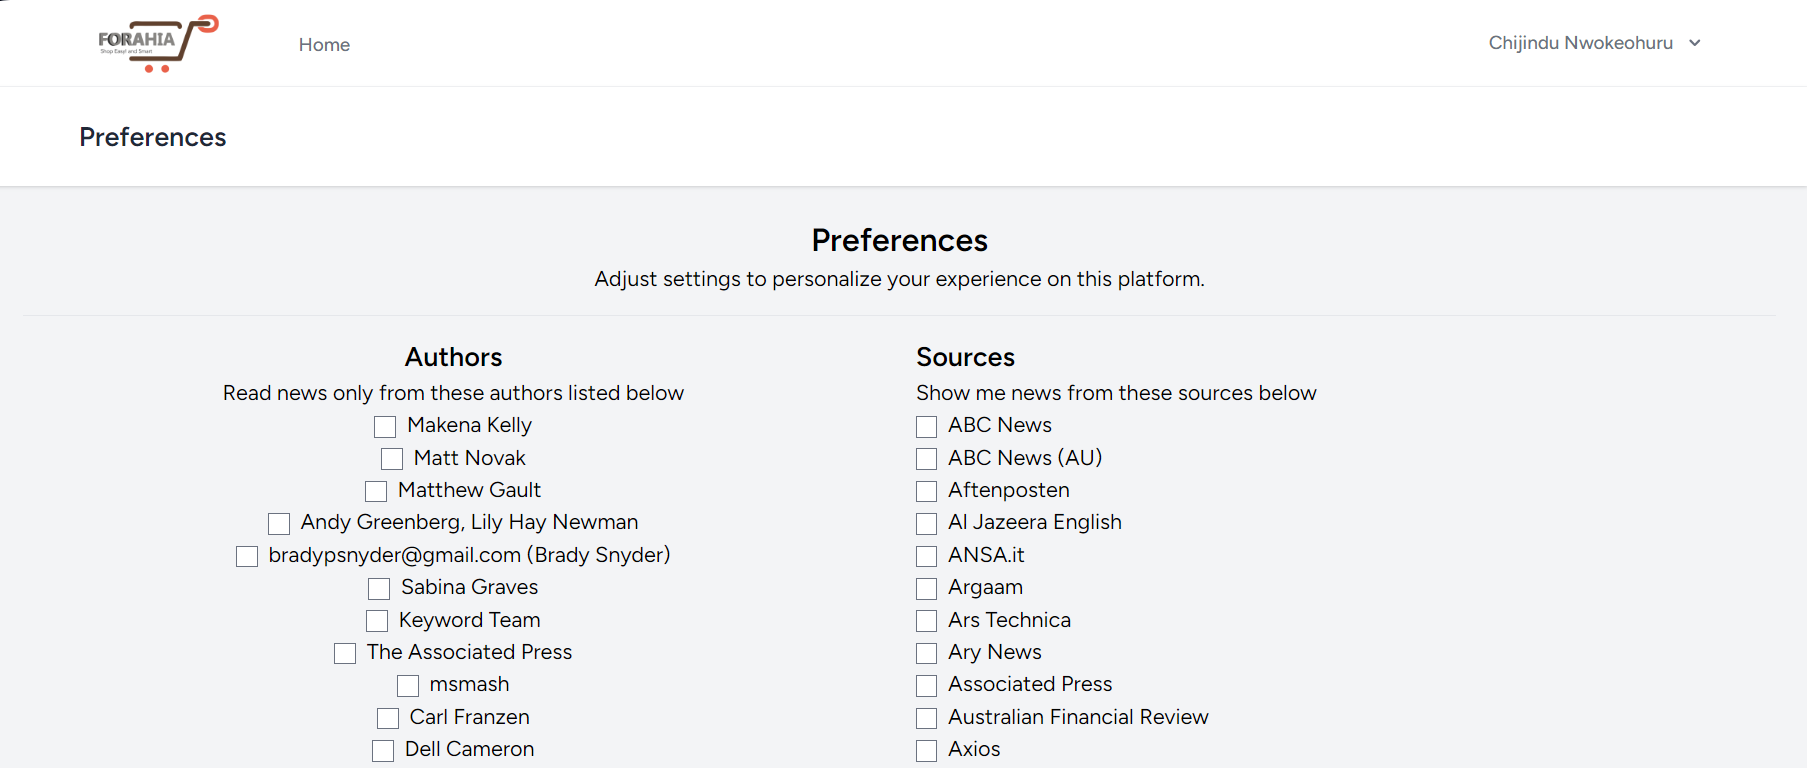 FORAHIA
Shop Easy! and Smart
Home
Chijindu Nwokeohuru
Preferences
Preferences
Adjust settings to personalize your experience on this platform.
Authors
Read news only from these authors listed below
Makena Kelly
Matt Novak
Matthew Gault
Andy Greenberg, Lily Hay Newman
bradypsnyder@gmail.com (Brady Snyder)
Sabina Graves
Keyword Team
The Associated Press
msmash
Carl Franzen
Dell Cameron
Sources
Show me news from these sources below
ABC News
ABC News (AU)
Aftenposten
Al Jazeera English
ANSA.it
Argaam
Ars Technica
Ary News
Associated Press
Australian Financial Review
Axios